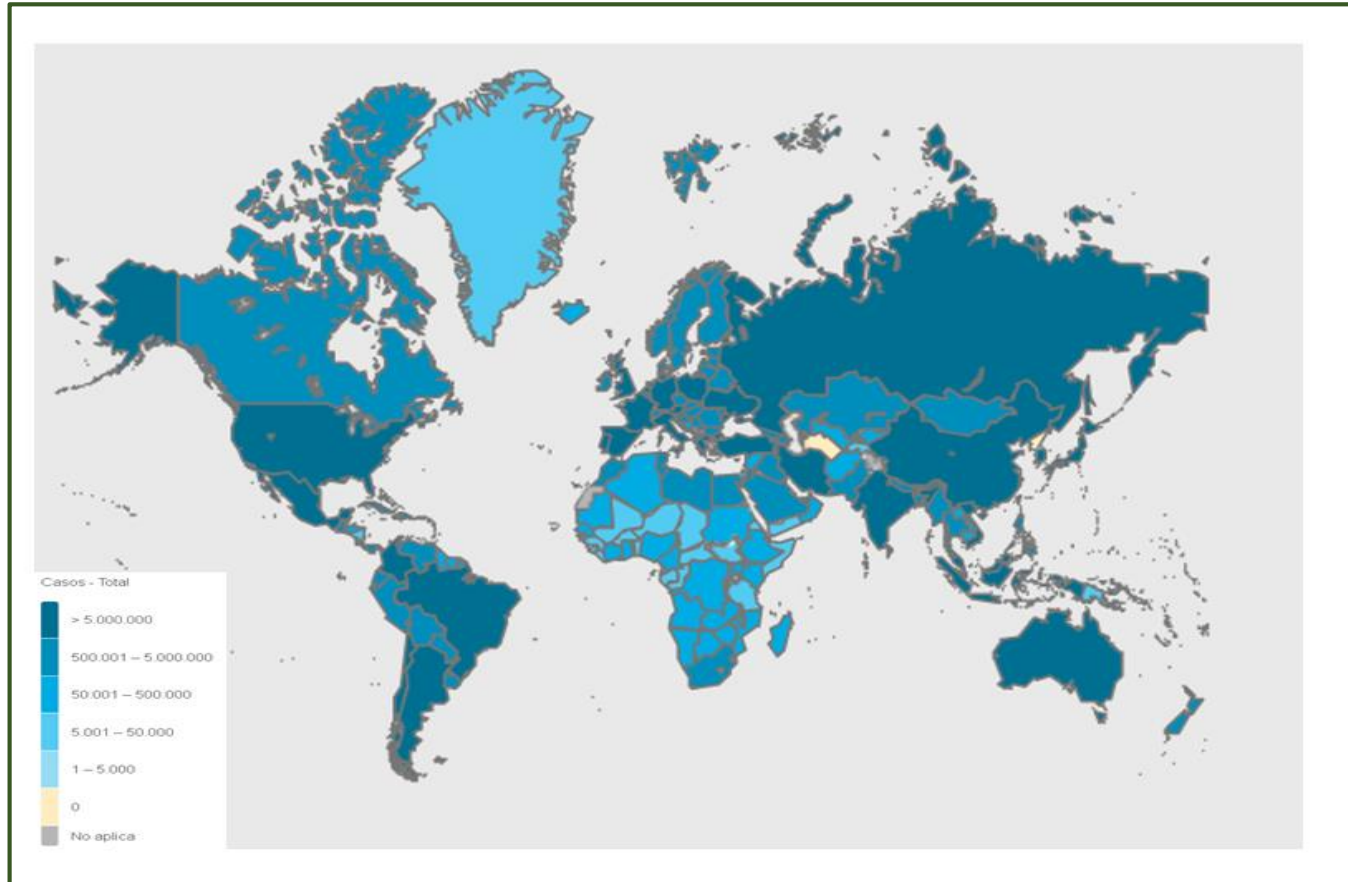 Casos - Total
> 5.000.000
500.001 – 5.000.000
50.001 – 500.000
5.001 – 50.000
1 – 5.000
0
No aplica